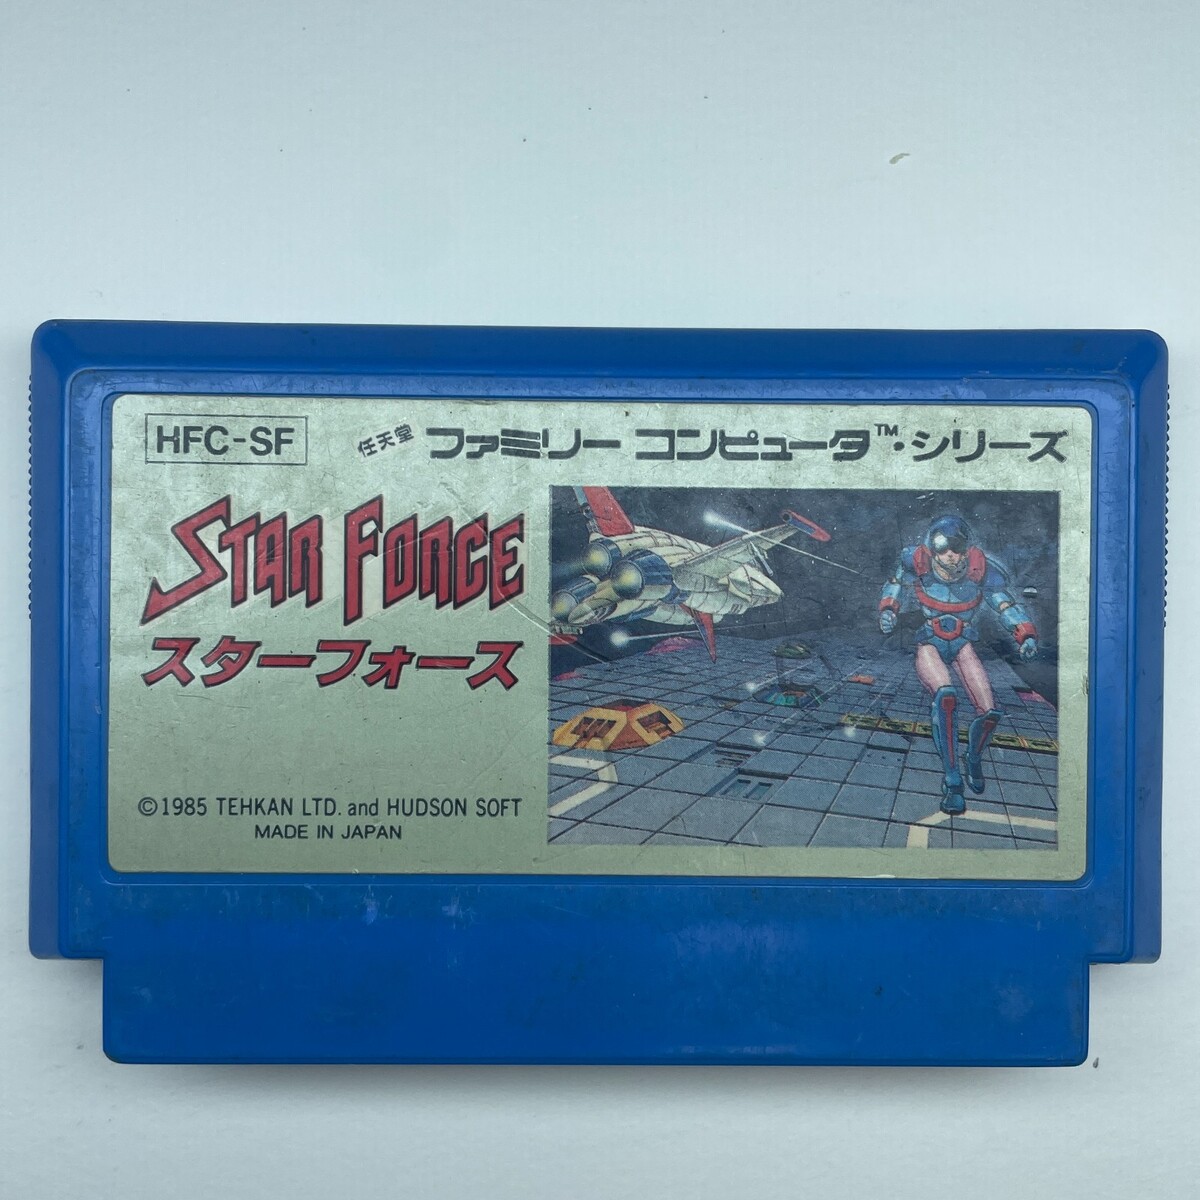 HFC-SF
任天堂 ファミリー コンピュータ™・シリーズ
STAR FORCE
スターフォース
©1985 TEHKAN LTD. and HUDSON SOFT
MADE IN JAPAN